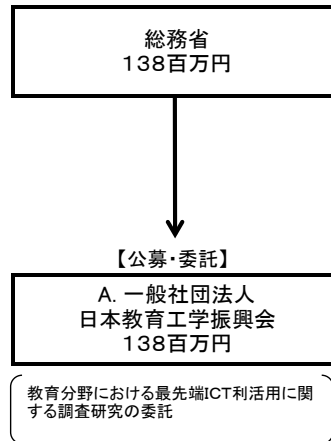 総務省
138百万円
【公募・委託】
A. 一般社団法人
日本教育工学振興会
138百万円
教育分野における最先端ICT利活用に関
する調査研究の委託